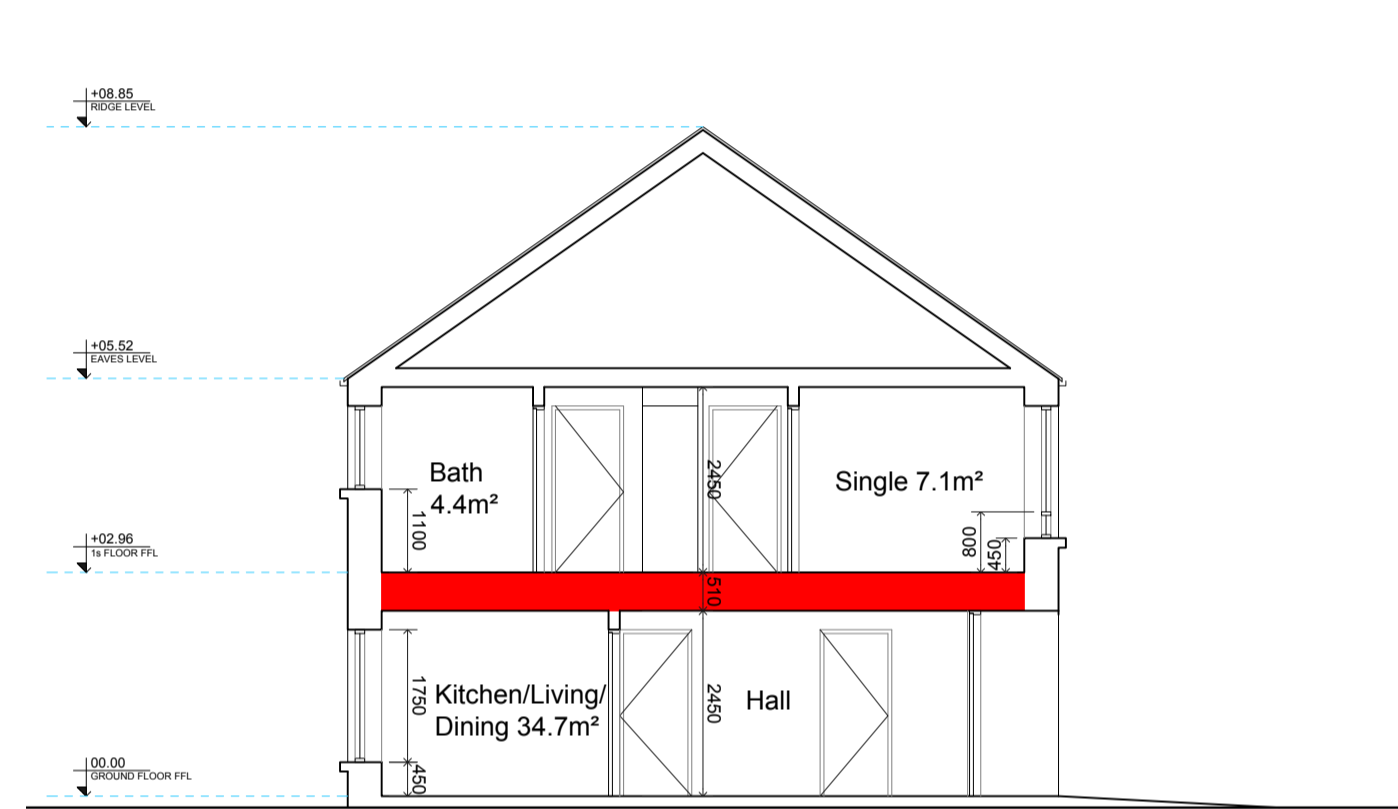 +08.85
RIDGE LEVEL
+05.52
EAVES LEVEL
Bath
4.4m²
2450
Single 7.1m²
1100
800
450
+02.96
1s FLOOR FFL
510
1750
Kitchen/Living/
Dining 34.7m²
2450
Hall
450
00.00
GROUND FLOOR FFL